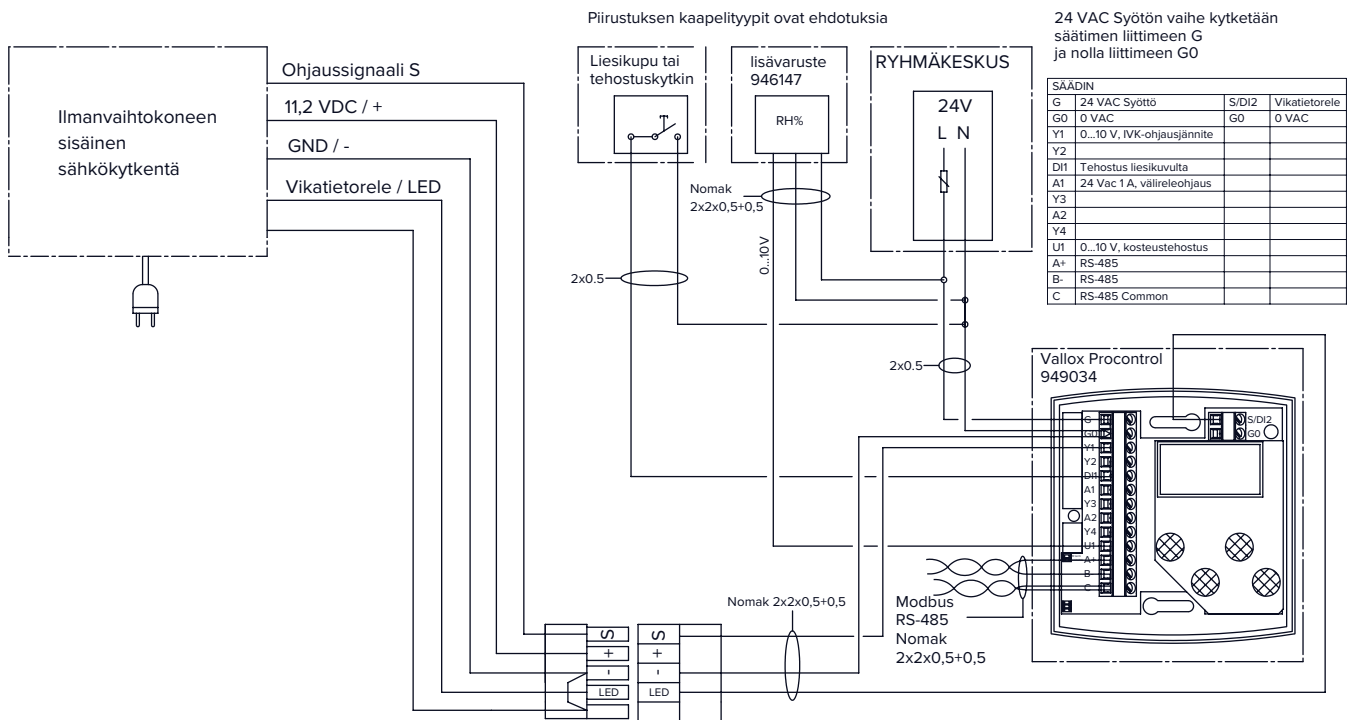 Piirustuksen kaapelityypit ovat ehdotuksia
24 VAC Syötön vaihe kytketään
säätimen liittimeen G
ja nolla liittimeen G0
Ilmanvaihtokoneen
sisäinen
sähkökytkentä
Ohjaussignaali S
11,2 VDC / +
GND / -
Vikatietorele / LED
Liesikupu tai
tehostuskytkin
lisävaruste
946147
RH%
RYHMÄKESKUS
24V
L N
Nomak
2x2x0,5+0,5
0...10V
2x0.5
2x0.5
SÄÄDIN
G 24 VAC Syöttö S/DI2 Vikatietorele
G0 0 VAC G0 0 VAC
Y1 0...10 V, IVK-ohjausjännite
Y2
DI1 Tehostus liesikuvulta
A1 24 Vac 1 A, välireleohjaus
Y3
A2
Y4
U1 0...10 V, kosteustehostus
A+ RS-485
B- RS-485
C RS-485 Common
Vallox Procontrol
949034
G
G0
Y1
Y2
DI1
A1
Y3
A2
Y4
U1
A+
B-
C
S/DI2
G0
Modbus
RS-485
Nomak
2x2x0,5+0,5
Nomak 2x2x0,5+0,5
S
+
-
LED
S
+
-
LED